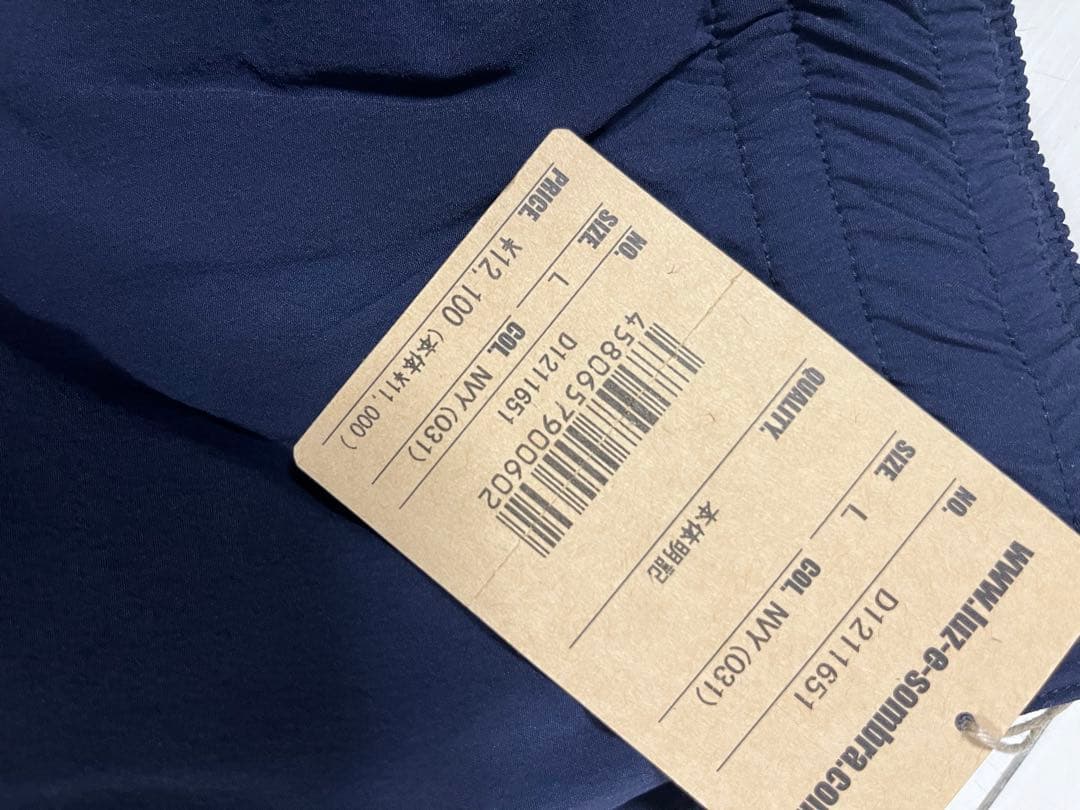 www.luz-e-sombra.com
NO. D1211651
SIZE. L COL. NVY(031)
QUALITY. 本体明記
4580657900602
NO. D1211651
SIZE. L COL. NVY(031)
PRICE. ¥12,100 (本体¥11,000)